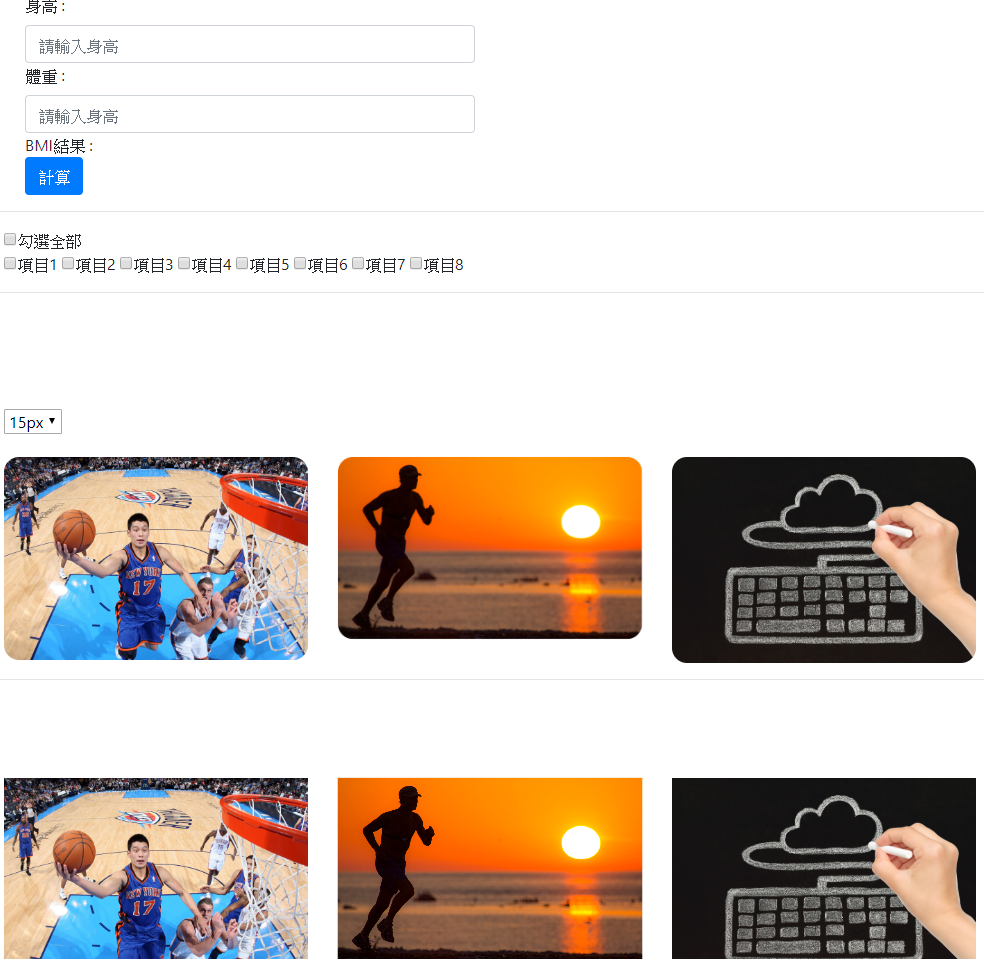 身高 :
請輸入身高
體重 :
請輸入身高
BMI結果 :
計算
勾選全部
項目1 項目2 項目3 項目4 項目5 項目6 項目7 項目8
15px
NEW YORK
17
NEW YORK
17